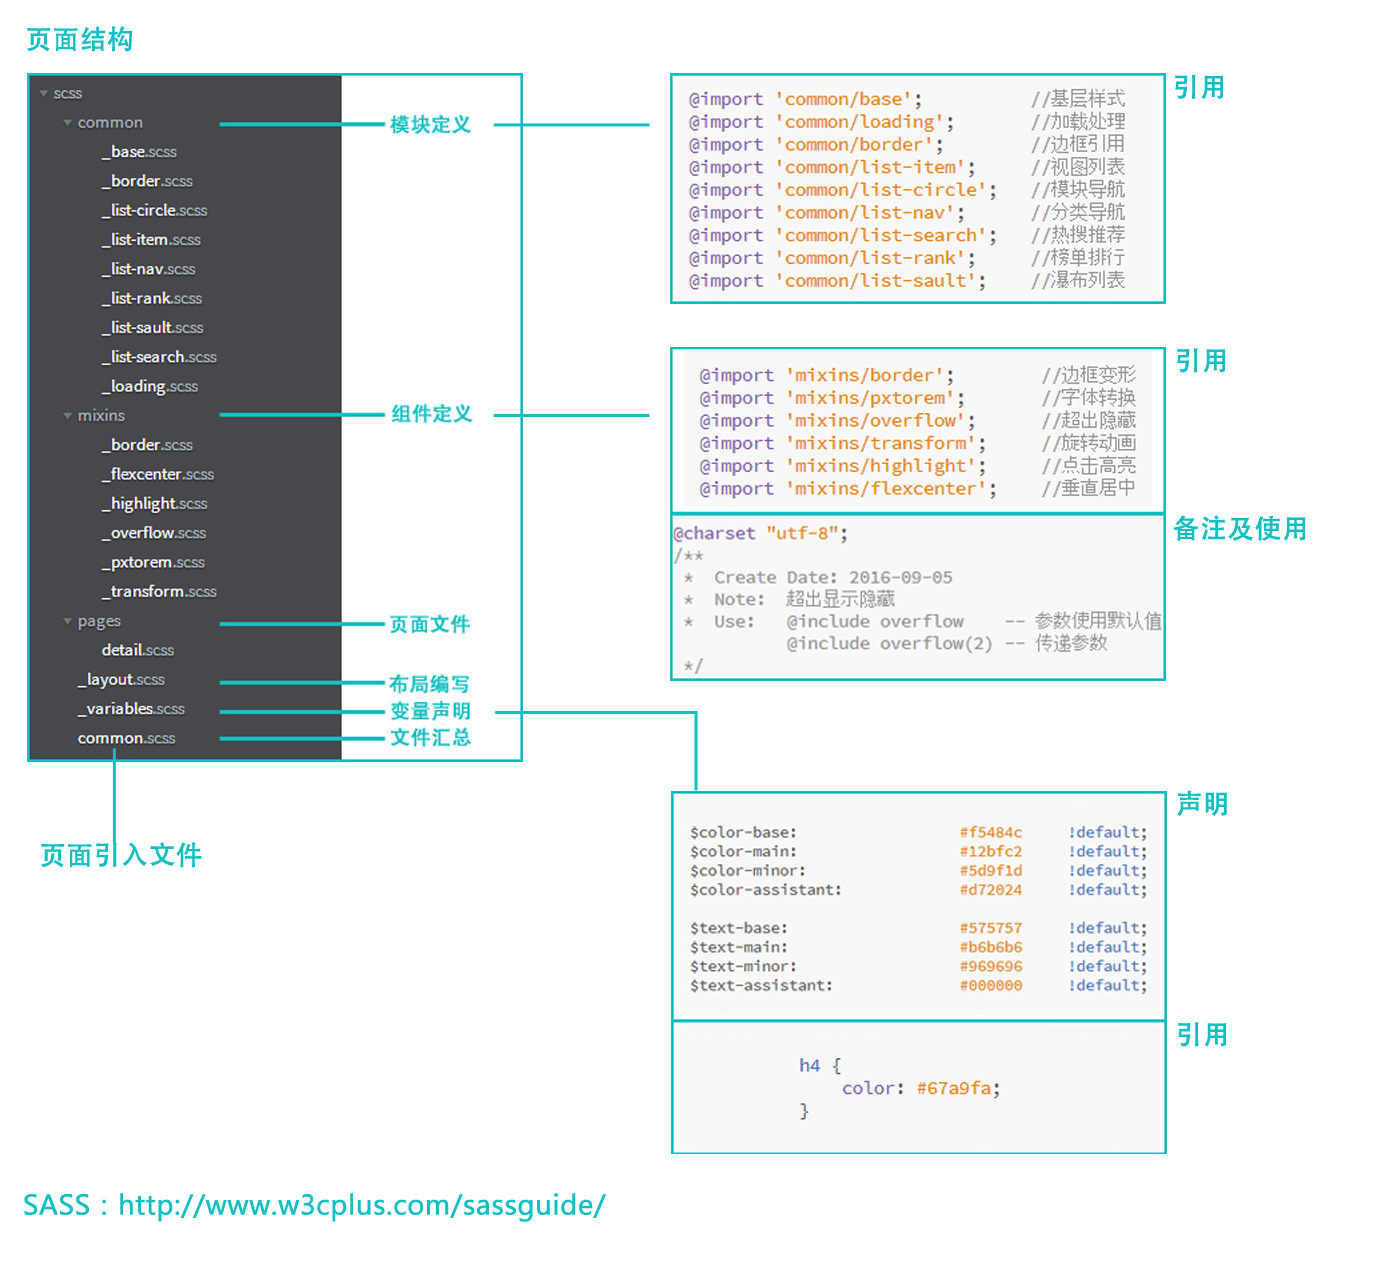 页面结构
scss
common
模块定义
_base.scss
_border.scss
_list-circle.scss
_list-item.scss
_list-nav.scss
_list-rank.scss
_list-sault.scss
_list-search.scss
_loading.scss
mixins
组件定义
_border.scss
_flexcenter.scss
_highlight.scss
_overflow.scss
_pxtorem.scss
_transform.scss
pages
页面文件
detail.scss
_layout.scss
布局编写
_variables.scss
变量声明
common.scss
文件汇总
页面引入文件
引用
@import 'common/base'; //基层样式
@import 'common/loading'; //加载处理
@import 'common/border'; //边框引用
@import 'common/list-item'; //视图列表
@import 'common/list-circle'; //模块导航
@import 'common/list-nav'; //分类导航
@import 'common/list-search'; //热搜推荐
@import 'common/list-rank'; //榜单排行
@import 'common/list-sault'; //瀑布列表
引用
@import 'mixins/border'; //边框变形
@import 'mixins/pxtorem'; //字体转换
@import 'mixins/overflow'; //超出隐藏
@import 'mixins/transform'; //旋转动画
@import 'mixins/highlight'; //点击高亮
@import 'mixins/flexcenter'; //垂直居中
备注及使用
@charset "utf-8";
/**
* Create Date: 2016-09-05
* Note: 超出显示隐藏
* Use: @include overflow -- 参数使用默认值
@include overflow(2) -- 传递参数
*/
声明
$color-base: #f5484c !default;
$color-main: #12bfc2 !default;
$color-minor: #5d9f1d !default;
$color-assistant: #d72024 !default;
$text-base: #575757 !default;
$text-main: #b6b6b6 !default;
$text-minor: #969696 !default;
$text-assistant: #000000 !default;
引用
h4 {
color: #67a9fa;
}
SASS：http://www.w3cplus.com/sassguide/